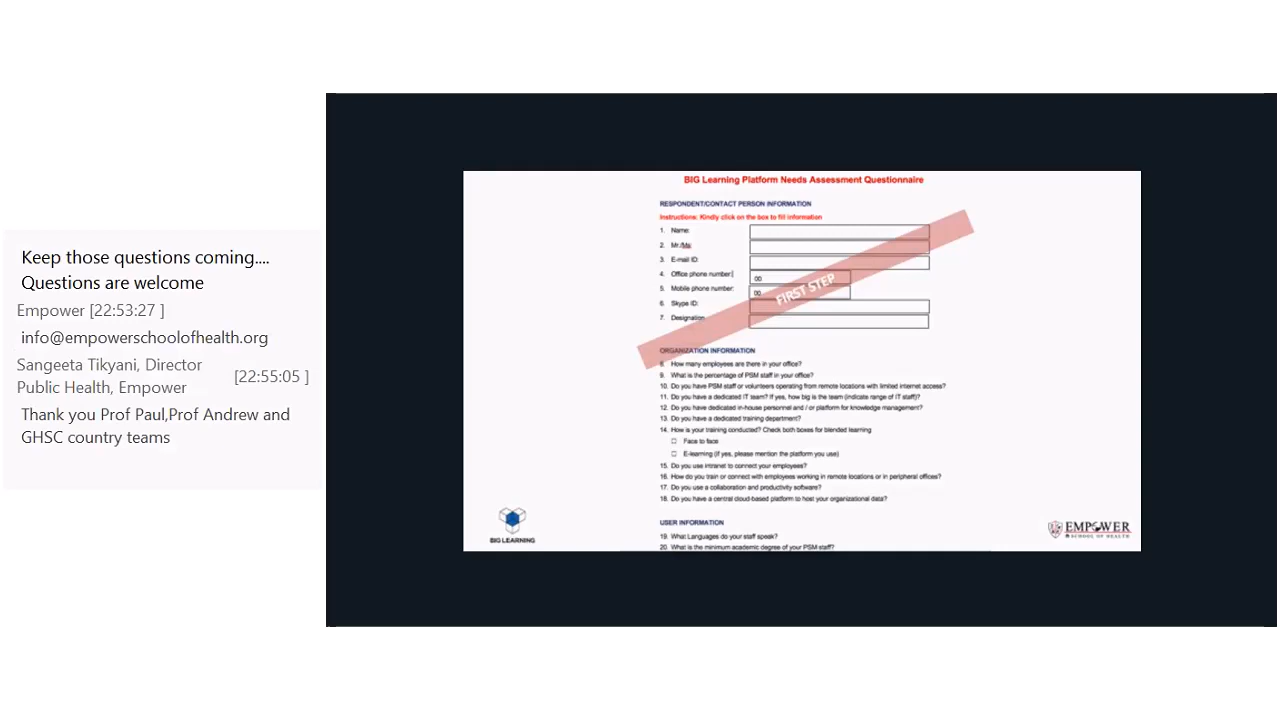 Keep those questions coming....
Questions are welcome
Empower [22:53:27 ]
info@empowerschoolofhealth.org
Sangeeta Tikyani, Director
Public Health, Empower
[22:55:05 ]
Thank you Prof Paul,Prof Andrew and
GHSC country teams
BIG Learning Platform Needs Assessment Questionnaire
RESPONDENT/CONTACT PERSON INFORMATION
Instructions: Kindly click on the box to fill information
1. Name:
2. Mr./Ms:
3. E-mail ID:
4. Office phone number: 00
5. Mobile phone number: 00
6. Skype ID:
7. Designation
FIRST STEP
ORGANIZATION INFORMATION
8. How many employees are there in your office?
9. What is the percentage of PSM staff in your office?
10. Do you have PSM staff or volunteers operating from remote locations with limited internet access?
11. Do you have a dedicated IT team? If yes, how big is the team (indicate range of IT staff)?
12. Do you have dedicated in-house personnel and / or platform for knowledge management?
13. Do you have a dedicated training department?
14. How is your training conducted? Check both boxes for blended learning
☐ Face to face
☐ E-learning (if yes, please mention the platform you use)
15. Do you use intranet to connect your employees?
16. How do you train or connect with employees working in remote locations or in peripheral offices?
17. Do you use a collaboration and productivity software?
18. Do you have a central cloud-based platform to host your organizational data?
USER INFORMATION
19. What Languages do your staff speak?
20. What is the minimum academic degree of your PSM staff?
BIG LEARNING
EMPOWER
SCHOOL OF HEALTH